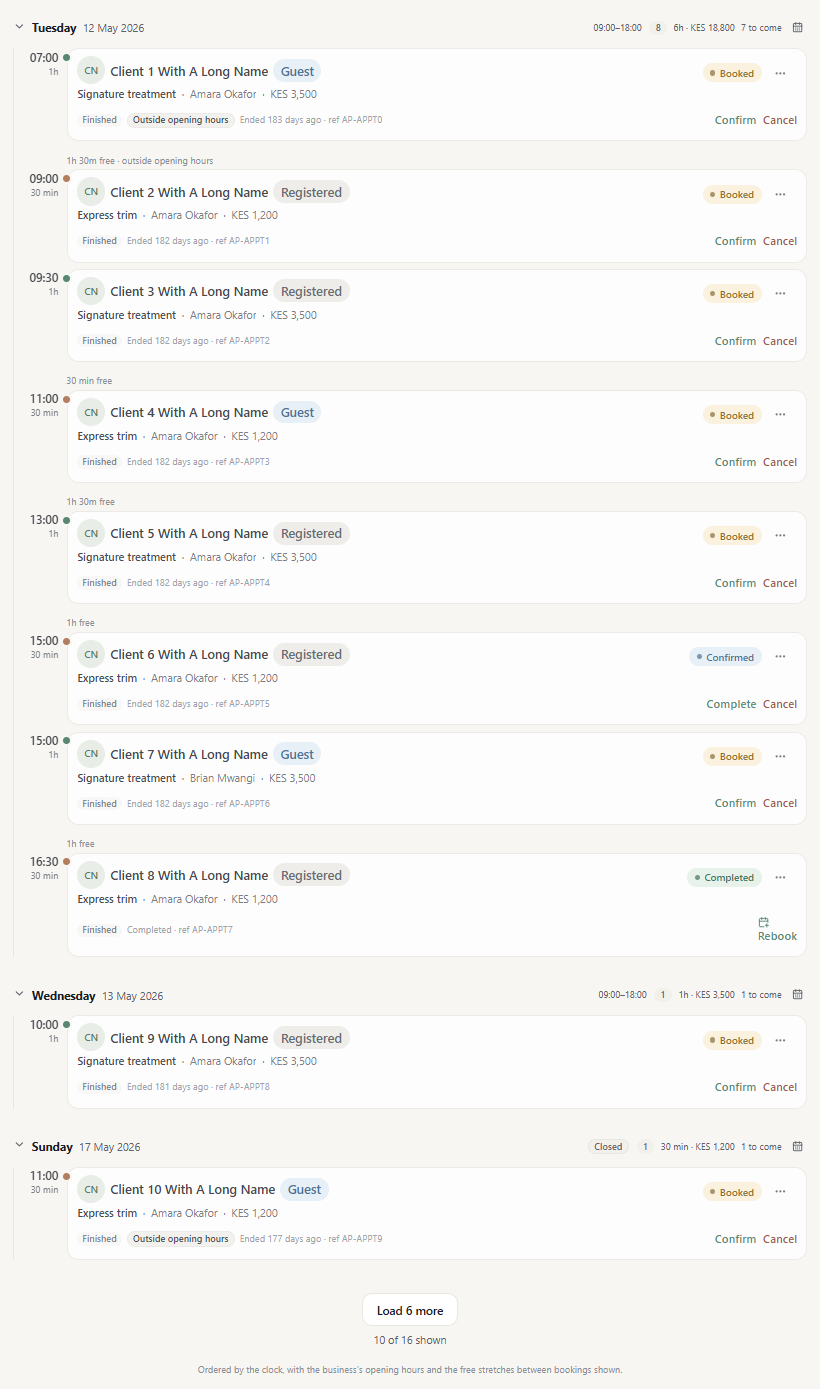 Tuesday 12 May 2026 09:00–18:00 8 6h · KES 18,800 7 to come
07:00 CN Client 1 With A Long Name Guest Booked ···
1h Signature treatment · Amara Okafor · KES 3,500
Finished Outside opening hours Ended 183 days ago · ref AP-APPT0 Confirm Cancel
1h 30m free · outside opening hours
09:00 CN Client 2 With A Long Name Registered Booked ···
30 min Express trim · Amara Okafor · KES 1,200
Finished Ended 182 days ago · ref AP-APPT1 Confirm Cancel
09:30 CN Client 3 With A Long Name Registered Booked ···
1h Signature treatment · Amara Okafor · KES 3,500
Finished Ended 182 days ago · ref AP-APPT2 Confirm Cancel
30 min free
11:00 CN Client 4 With A Long Name Guest Booked ···
30 min Express trim · Amara Okafor · KES 1,200
Finished Ended 182 days ago · ref AP-APPT3 Confirm Cancel
1h 30m free
13:00 CN Client 5 With A Long Name Registered Booked ···
1h Signature treatment · Amara Okafor · KES 3,500
Finished Ended 182 days ago · ref AP-APPT4 Confirm Cancel
1h free
15:00 CN Client 6 With A Long Name Registered Confirmed ···
30 min Express trim · Amara Okafor · KES 1,200
Finished Ended 182 days ago · ref AP-APPT5 Complete Cancel
15:00 CN Client 7 With A Long Name Guest Booked ···
1h Signature treatment · Brian Mwangi · KES 3,500
Finished Ended 182 days ago · ref AP-APPT6 Confirm Cancel
1h free
16:30 CN Client 8 With A Long Name Registered Completed ···
30 min Express trim · Amara Okafor · KES 1,200
Finished Completed · ref AP-APPT7 Rebook
Wednesday 13 May 2026 09:00–18:00 1 1h · KES 3,500 1 to come
10:00 CN Client 9 With A Long Name Registered Booked ···
1h Signature treatment · Amara Okafor · KES 3,500
Finished Ended 181 days ago · ref AP-APPT8 Confirm Cancel
Sunday 17 May 2026 Closed 1 30 min · KES 1,200 1 to come
11:00 CN Client 10 With A Long Name Guest Booked ···
30 min Express trim · Amara Okafor · KES 1,200
Finished Outside opening hours Ended 177 days ago · ref AP-APPT9 Confirm Cancel
Load 6 more
10 of 16 shown
Ordered by the clock, with the business's opening hours and the free stretches between bookings shown.